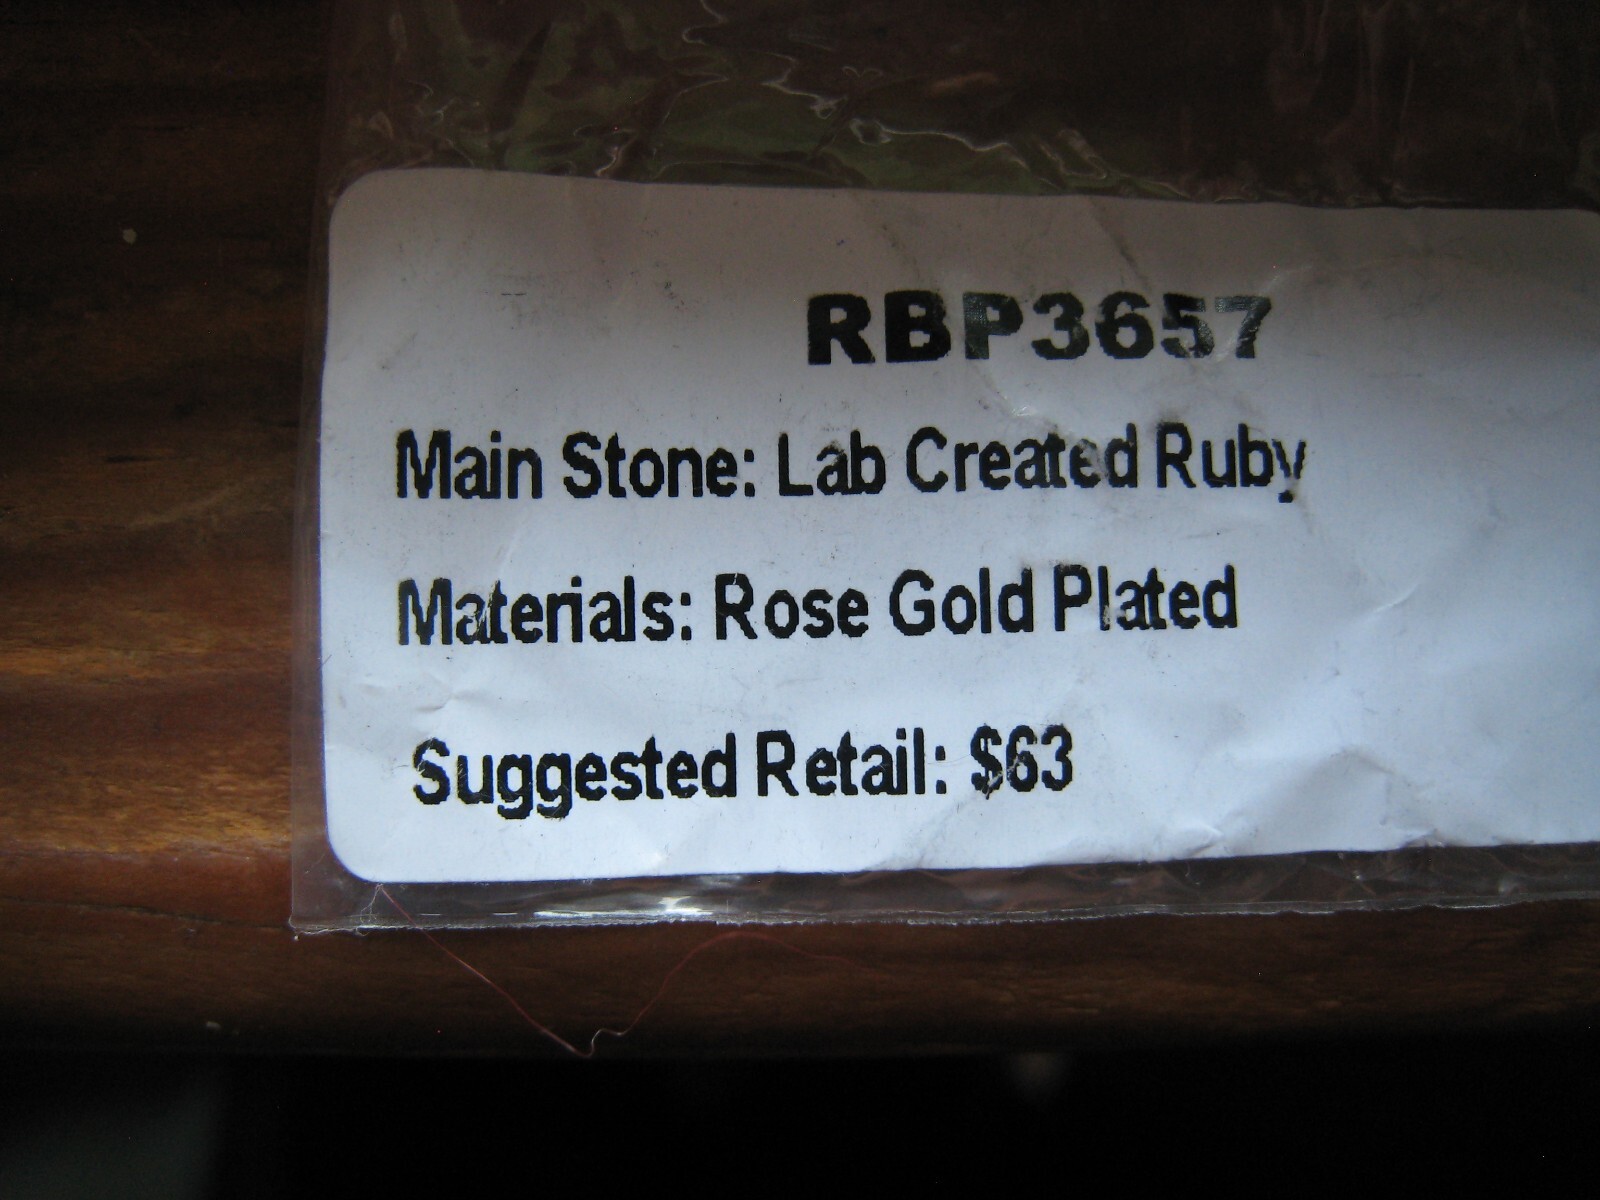 RBP3657
Main Stone: Lab Created Ruby
Materials: Rose Gold Plated
Suggested Retail: $63